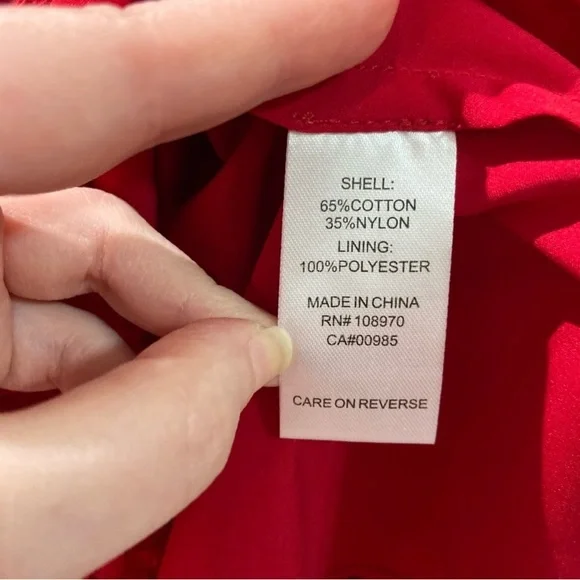 SHELL:
65%COTTON
35%NYLON
LINING:
100%POLYESTER
MADE IN CHINA
RN# 108970
CA#00985
CARE ON REVERSE